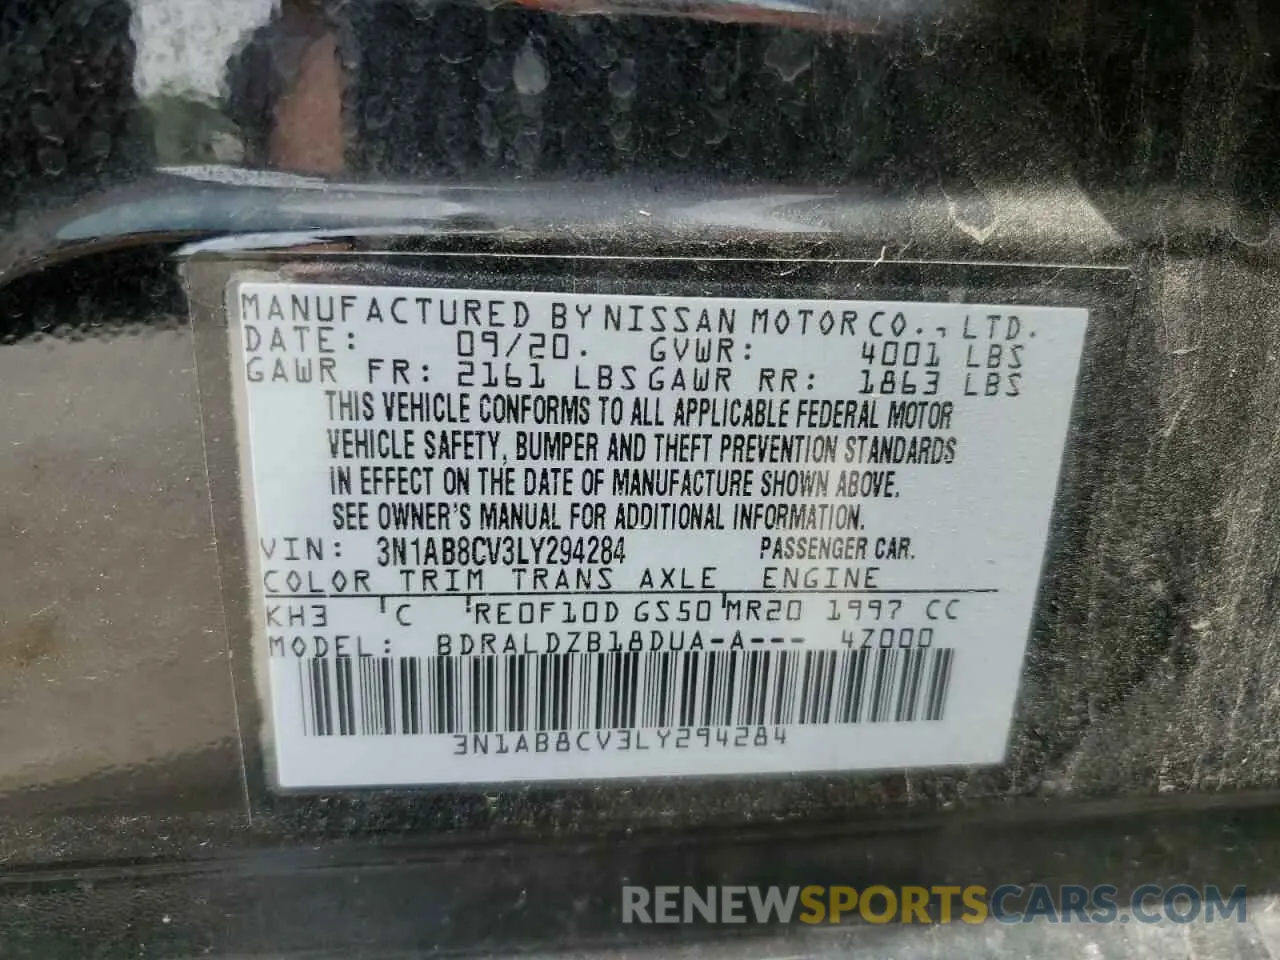 MANUFACTURED BY NISSAN MOTOR CO., LTD.
DATE: 09/20. GVWR: 4001 LBS
GAWR FR: 2161 LBS GAWR RR: 1863 LBS
THIS VEHICLE CONFORMS TO ALL APPLICABLE FEDERAL MOTOR
VEHICLE SAFETY, BUMPER AND THEFT PREVENTION STANDARDS
IN EFFECT ON THE DATE OF MANUFACTURE SHOWN ABOVE.
SEE OWNER'S MANUAL FOR ADDITIONAL INFORMATION.
VIN: 3N1AB8CV3LY294284 PASSENGER CAR.
COLOR TRIM TRANS AXLE ENGINE
KH3 C RE0F10D GS50 MR20 1997 CC
MODEL: BDRALDZB18DUA-A--- 4Z000
3N1AB8CV3LY294284
RENEWSPORTSCARS.COM